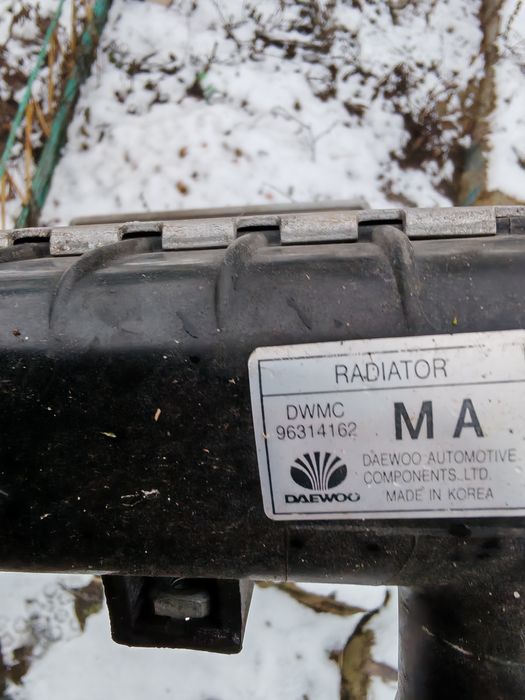 RADIATOR
DWMC
96314162
MA
DAEWOO AUTOMOTIVE
COMPONENTS.,LTD.
MADE IN KOREA
DAEWOO